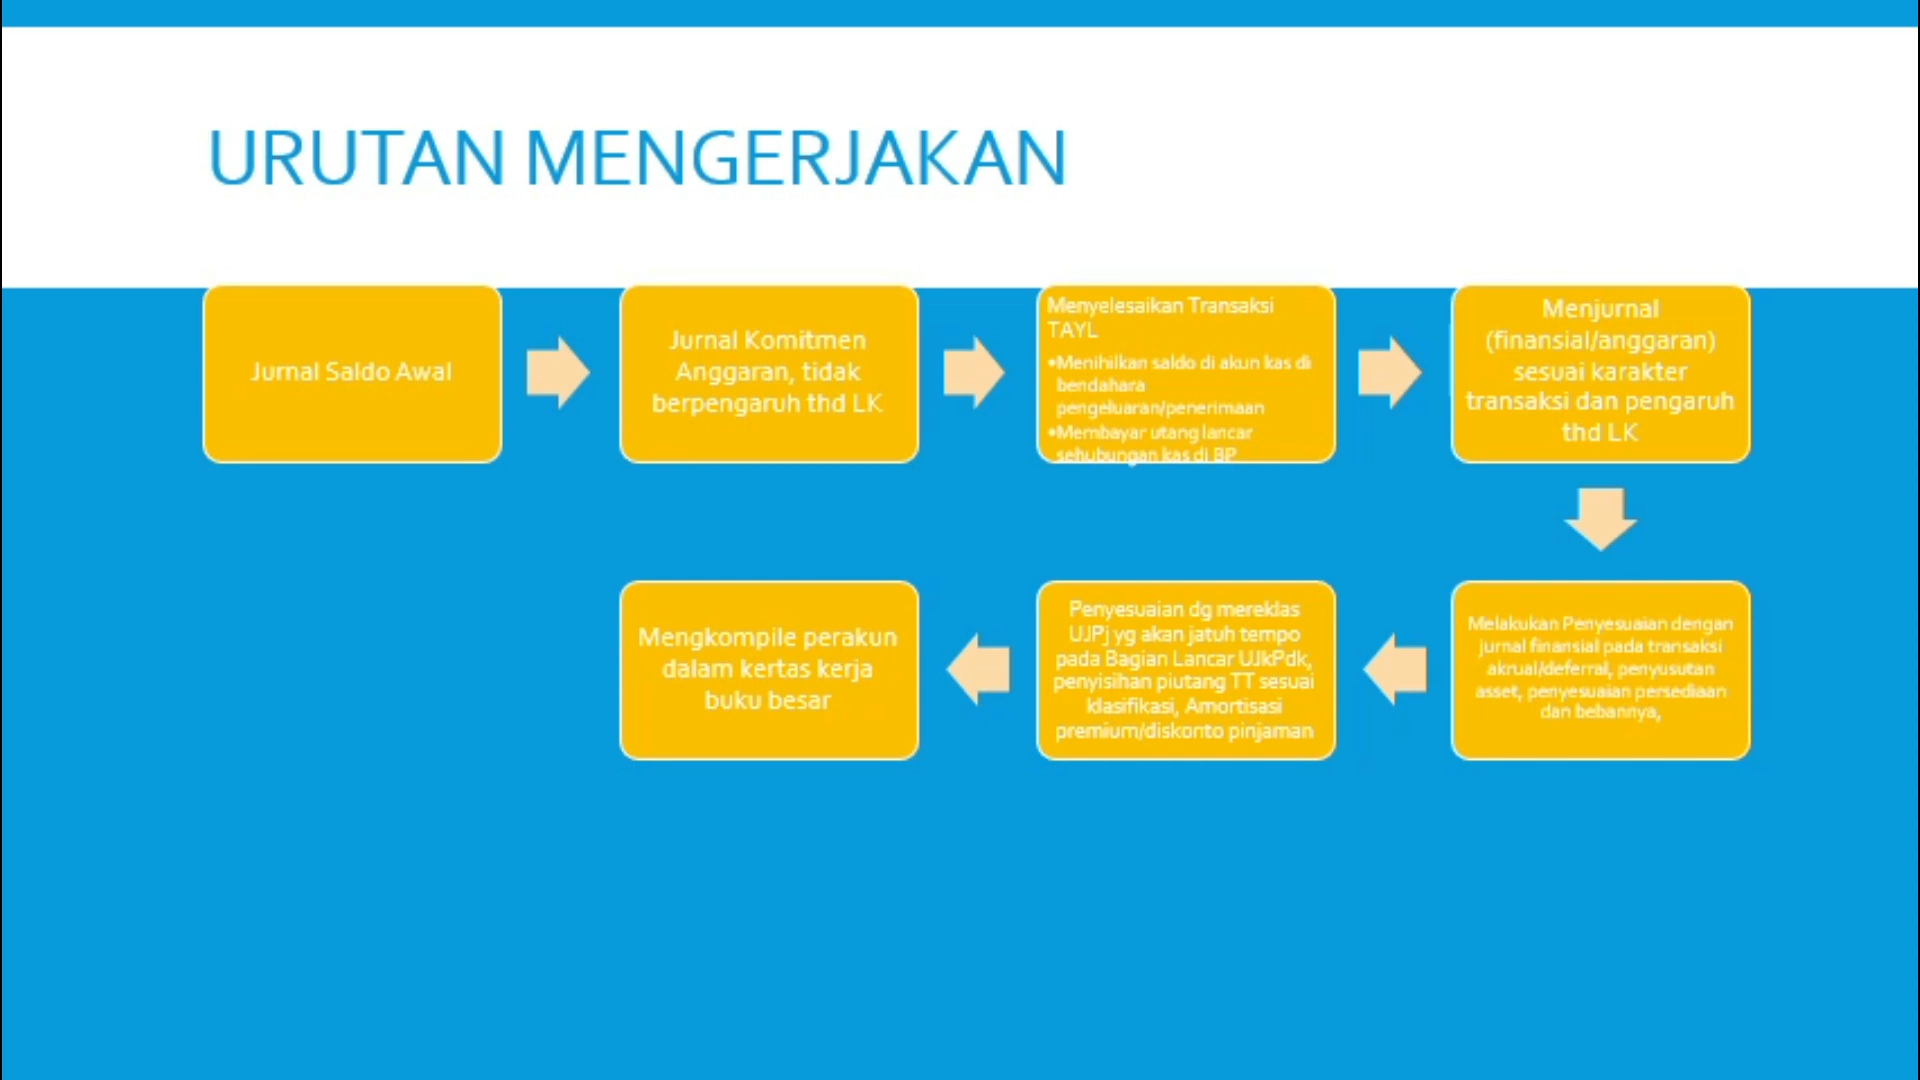 URUTAN MENGERJAKAN
Jurnal Saldo Awal
Jurnal Komitmen
Anggaran, tidak
berpengaruh thd LK
Menyelesaikan Transaksi
TAYL
•Menihilkan saldo di akun kas di
bendahara
pengeluaran/penerimaan
•Membayar utang lancar
sehubungan kas di BP
Menjurnal
(finansial/anggaran)
sesuai karakter
transaksi dan pengaruh
thd LK
Melakukan Penyesuaian dengan
jurnal finansial pada transaksi
akrual/deferral, penyusutan
asset, penyesuaian persediaan
dan bebannya,
Penyesuaian dg mereklas
UJPj yg akan jatuh tempo
pada Bagian Lancar UJkPdk,
penyisihan piutang TT sesuai
klasifikasi, Amortisasi
premium/diskonto pinjaman
Mengkompile perakun
dalam kertas kerja
buku besar